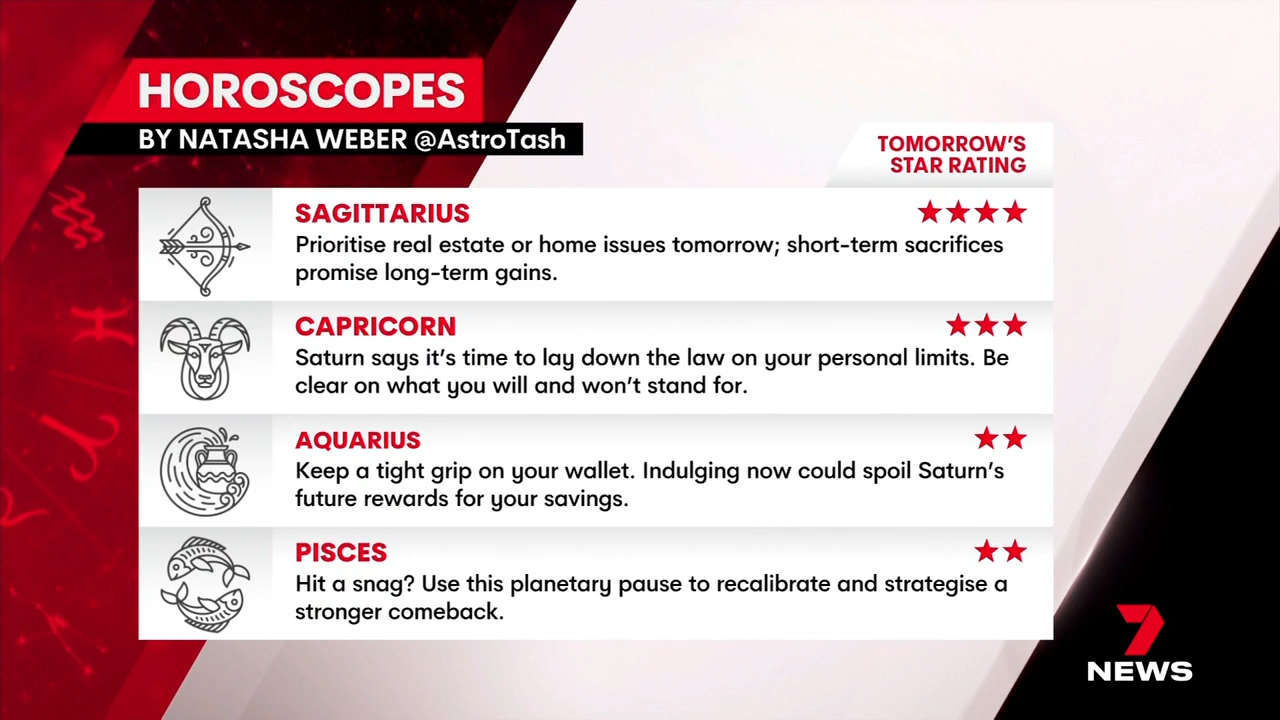 HOROSCOPES
BY NATASHA WEBER @AstroTash
TOMORROW'S
STAR RATING
SAGITTARIUS
Prioritise real estate or home issues tomorrow; short-term sacrifices
promise long-term gains.
CAPRICORN
Saturn says it's time to lay down the law on your personal limits. Be
clear on what you will and won't stand for.
AQUARIUS
Keep a tight grip on your wallet. Indulging now could spoil Saturn's
future rewards for your savings.
PISCES
Hit a snag? Use this planetary pause to recalibrate and strategise a
stronger comeback.
7
NEWS